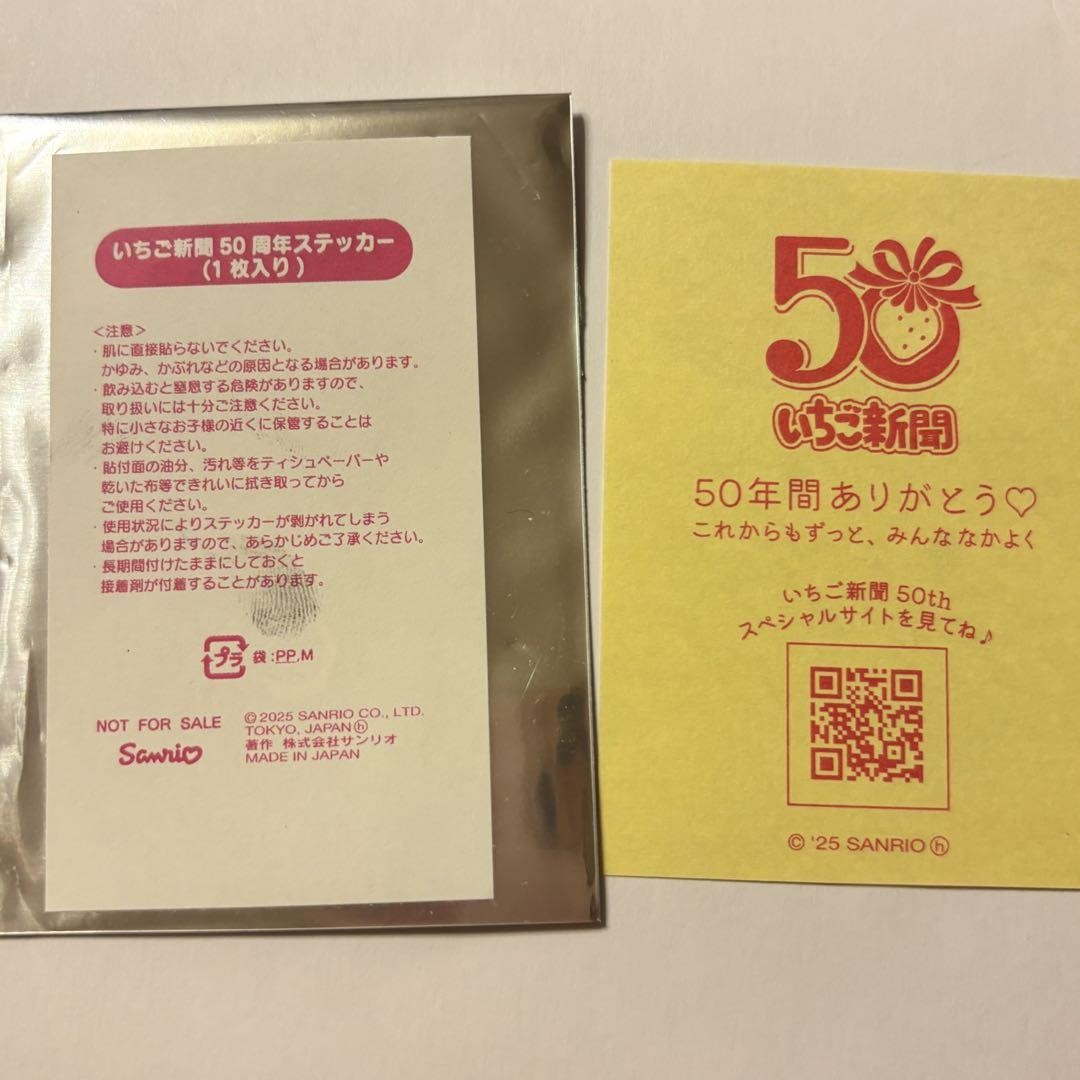 いちご新聞 50 周年ステッカー
(1 枚入り)
<注意>
・肌に直接貼らないでください。
かゆみ、かぶれなどの原因となる場合があります。
・飲み込むと窒息する危険がありますので、
取り扱いには十分ご注意ください。
特に小さなお子様の近くに保管することは
お避けください。
・貼付面の油分、汚れ等をティシュペーパーや
乾いた布等できれいに拭き取ってから
ご使用ください。
・使用状況によりステッカーが剥がれてしまう
場合がありますので、あらかじめご了承ください。
・長期間付けたままにしておくと
接着剤が付着することがあります。
プラ 袋:PP,M
NOT FOR SALE
Sanrio
©2025 SANRIO CO., LTD.
TOKYO, JAPAN ⓗ
著作 株式会社サンリオ
MADE IN JAPAN
50
いちご新聞
50年間ありがとう♡
これからもずっと、みんななかよく
いちご新聞 50th
スペシャルサイトを見てね♪
© '25 SANRIO ⓗ